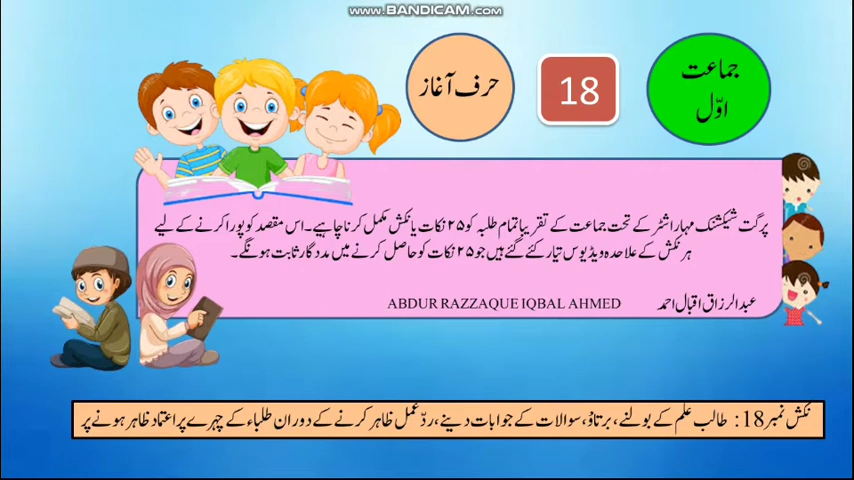 www.BANDICAM.com
جماعت
اوّل
18
حرف آغاز
پرگت شیکشنک مہاراشٹر کے تحت جماعت کے تقریباً تمام طلبہ کو ۲۵ نکات یا نکش مکمل کرنا چاہیے۔ اس مقصد کو پورا کرنے کے لیے
ہر نکش کے علاحدہ ویڈیوس تیار کئے گئے ہیں جو ۲۵ نکات کو حاصل کرنے میں مددگار ثابت ہونگے۔
عبدالرزاق اقبال احمد ABDUR RAZZAQUE IQBAL AHMED
نکش نمبر 18: طالب علم کے بولنے، برتاؤ، سوالات کے جوابات دینے، ردّ عمل ظاہر کرنے کے دوران طلباء کے چہرے پر اعتماد ظاہر ہونے پر